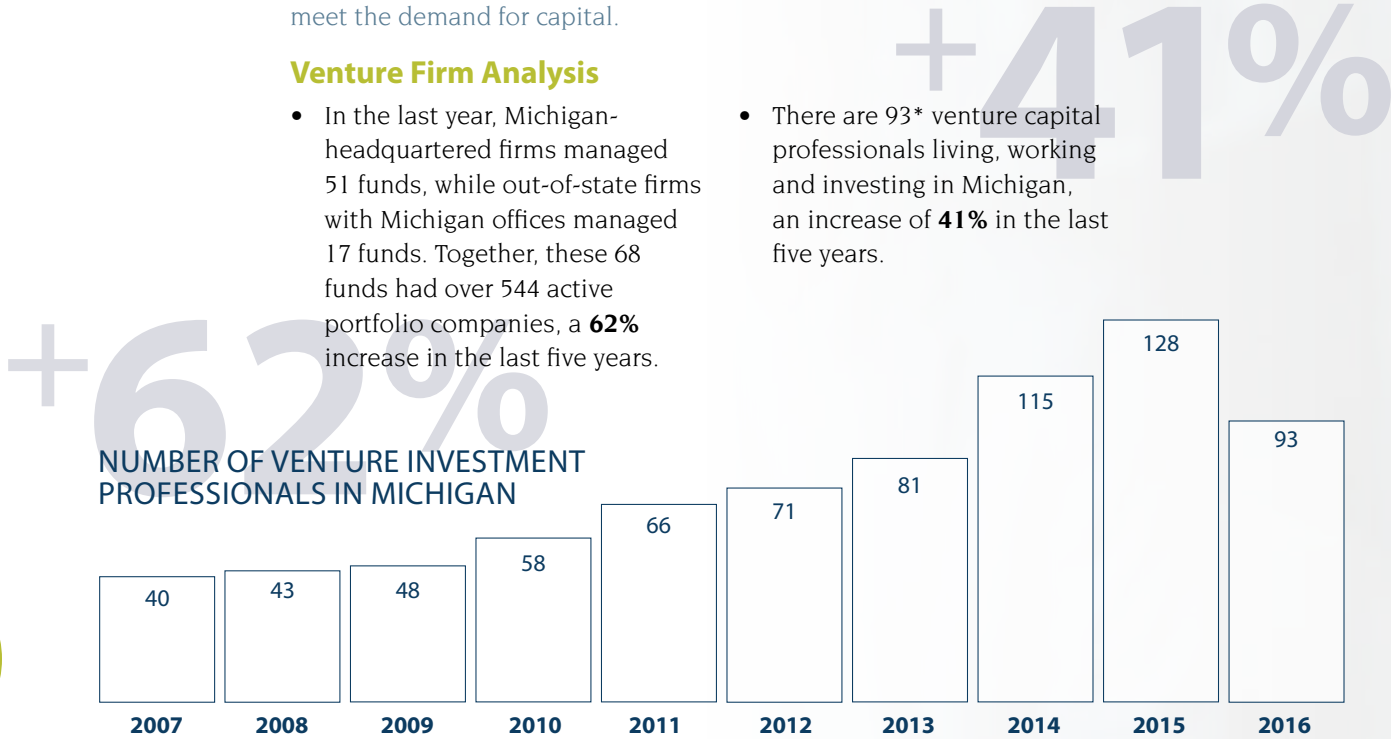 meet the demand for capital.
Venture Firm Analysis
• In the last year, Michigan-
headquartered firms managed
51 funds, while out-of-state firms
with Michigan offices managed
17 funds. Together, these 68
funds had over 544 active
portfolio companies, a 62%
increase in the last five years.
+62%
• There are 93* venture capital
professionals living, working
and investing in Michigan,
an increase of 41% in the last
five years.
+41%
NUMBER OF VENTURE INVESTMENT
PROFESSIONALS IN MICHIGAN
40 43 48 58 66 71 81 115 128 93
2007 2008 2009 2010 2011 2012 2013 2014 2015 2016